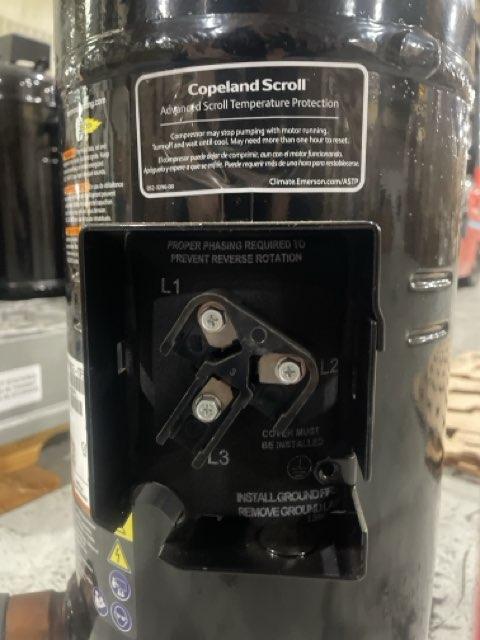 Copeland Scroll
Advanced Scroll Temperature Protection
Compressor may stop pumping with motor running.
Turn off and wait until cool. May need more than one hour to reset.
El compresor puede dejar de comprimir, aun con el motor funcionando.
Apáguelo y espere a que se enfríe. Puede requerir más de una hora para restablecerse.
Climate.Emerson.com/ASTP
PROPER PHASING REQUIRED TO
PREVENT REVERSE ROTATION
L1
L2
L3
COVER MUST
BE INSTALLED
INSTALL GROUND
REMOVE GROUND